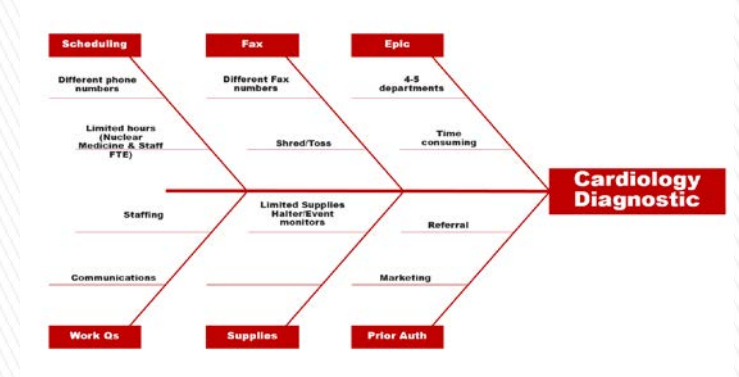 Scheduling
Fax
Epic
Different phone
numbers
Different Fax
numbers
4-5
departments
Limited hours
(Nuclear
Medicine & Staff
FTE)
Shred/Toss
Time
consuming
Cardiology
Diagnostic
Staffing
Limited Supplies
Halter/Event
monitors
Referral
Communications
Marketing
Work Qs
Supplies
Prior Auth